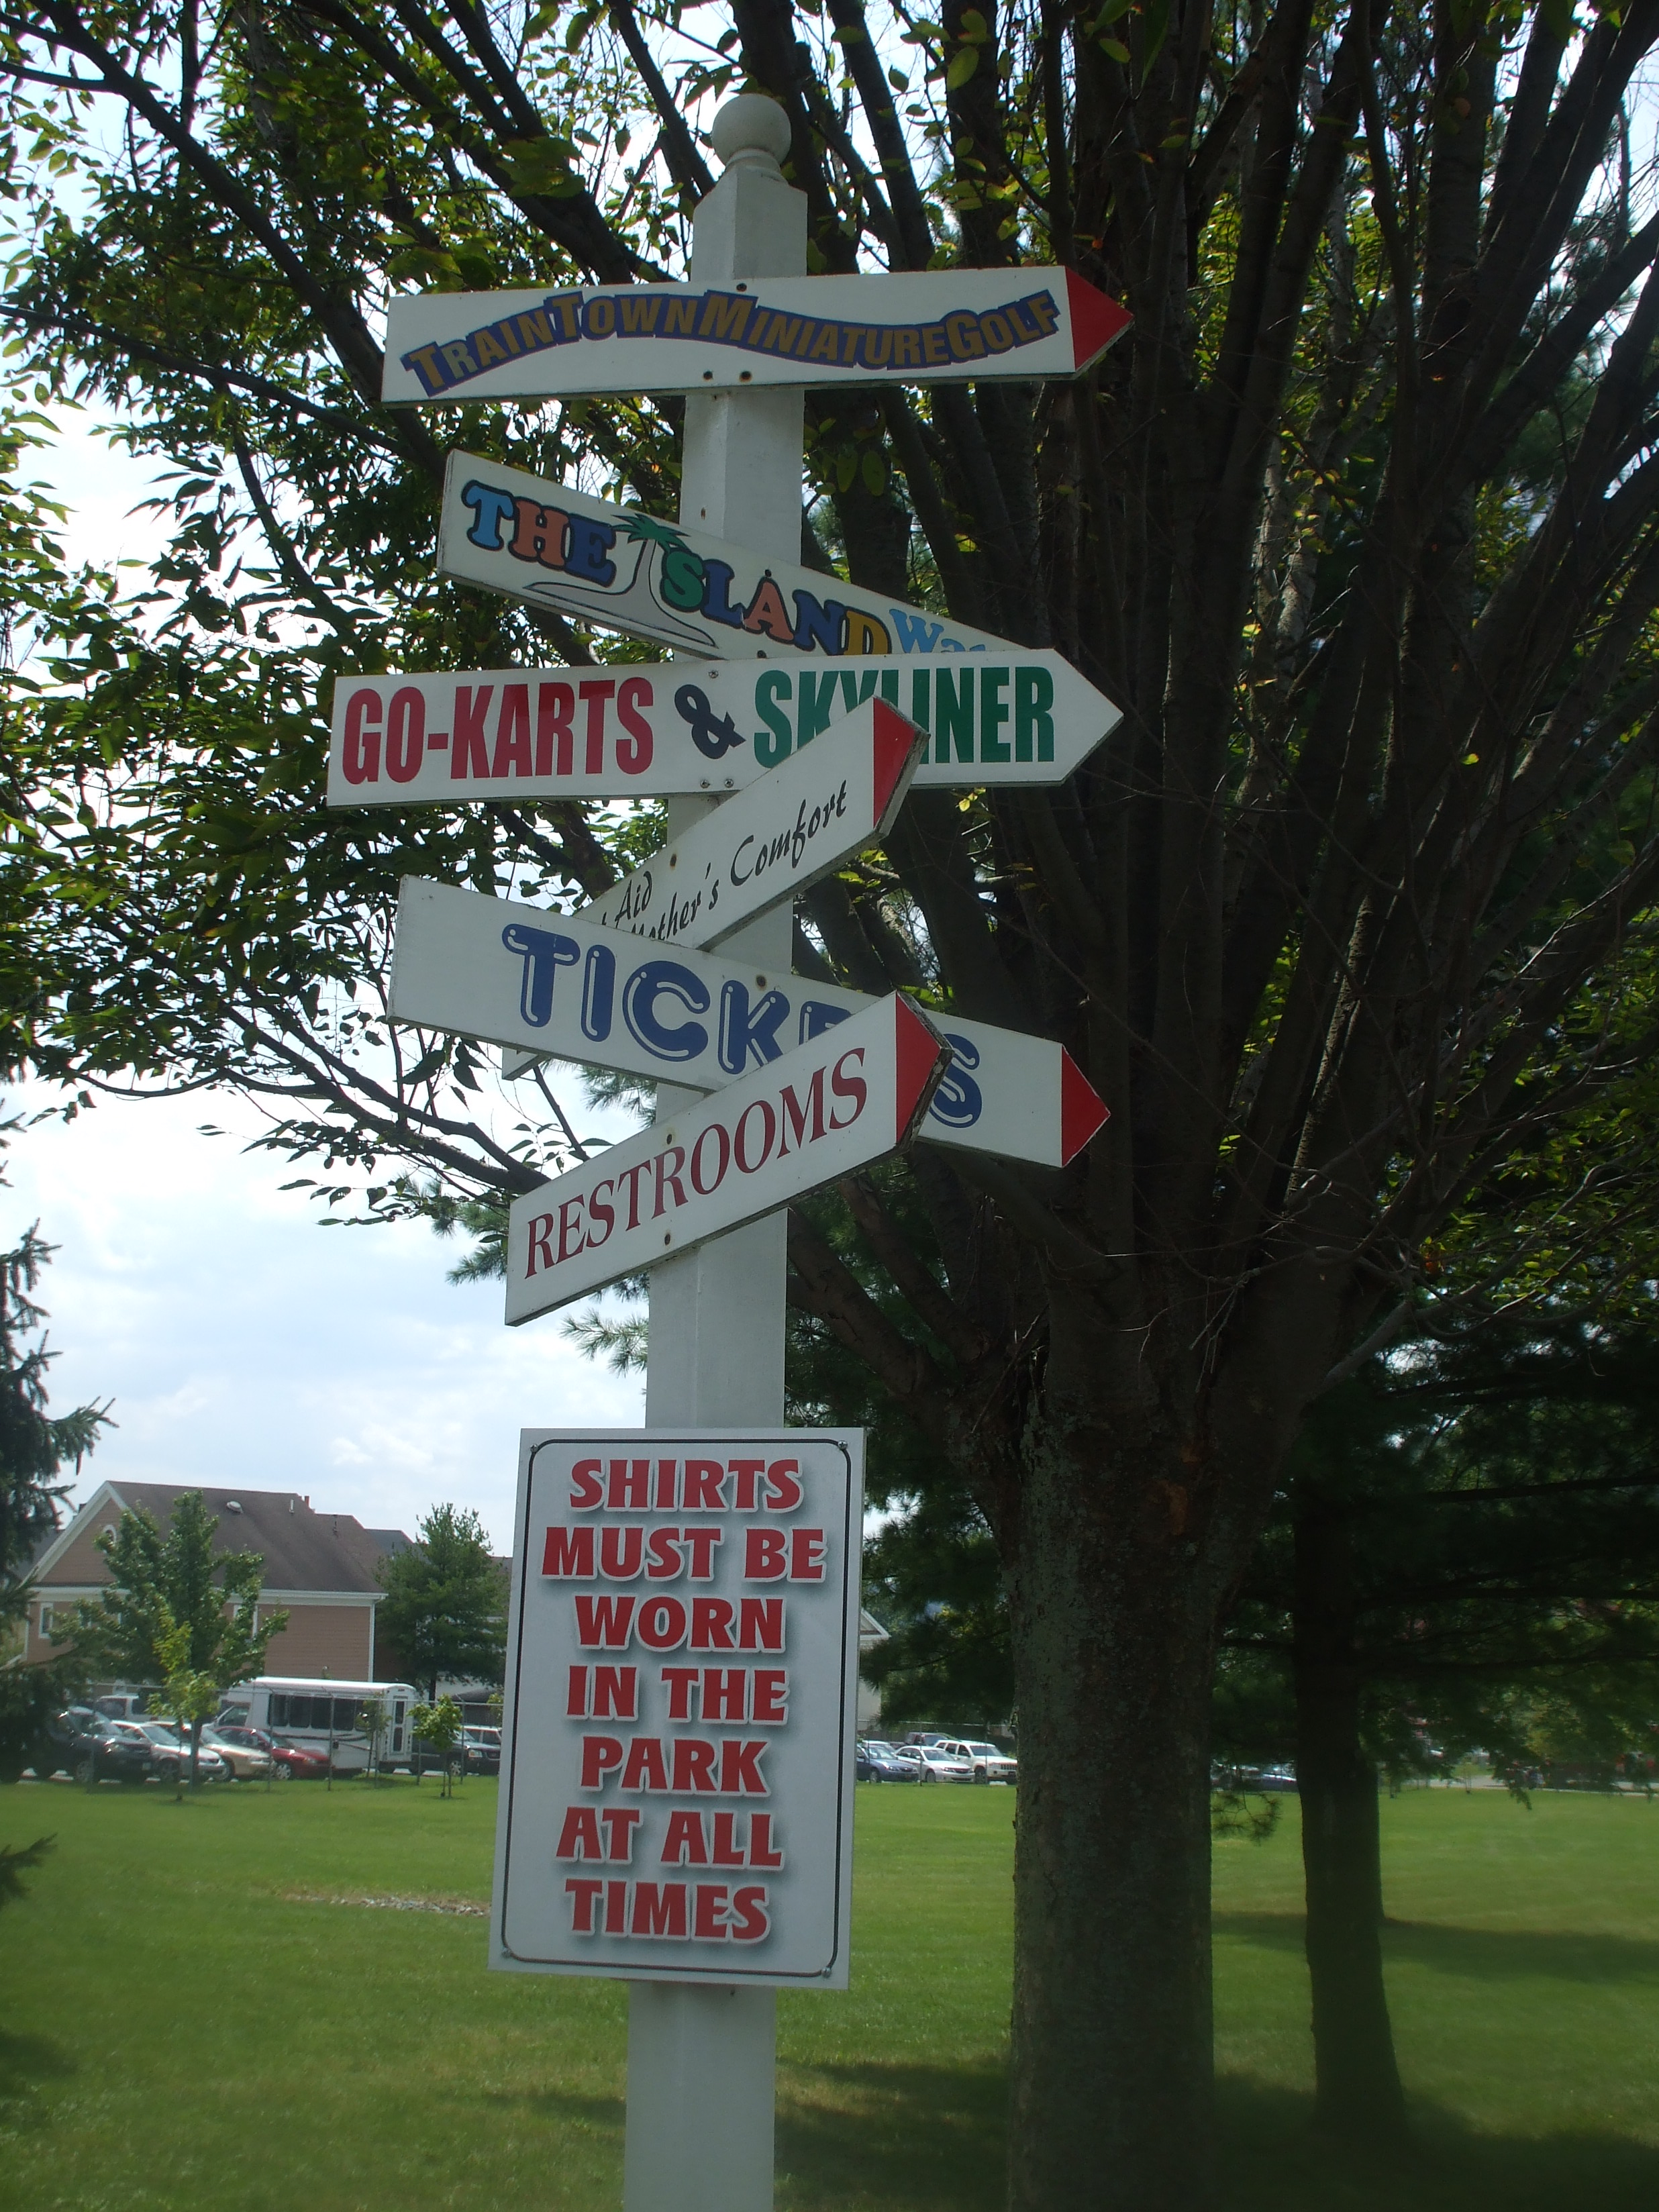 TRAINTOWNMINIATUREGOLF
THE ISLAND
GO-KARTS & SKYLINER
Aid
Mother's Comfort
TICKETS
RESTROOMS
SHIRTS
MUST BE
WORN
IN THE
PARK
AT ALL
TIMES